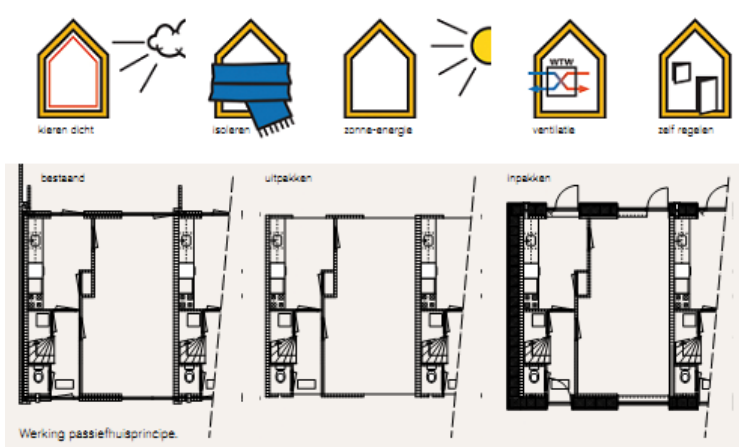 WTW
kieren dicht
isoleren
zonne-energie
ventilatie
zelf regelen
bestaand
uitpakken
inpakken
Werking passiefhuisprincipe.